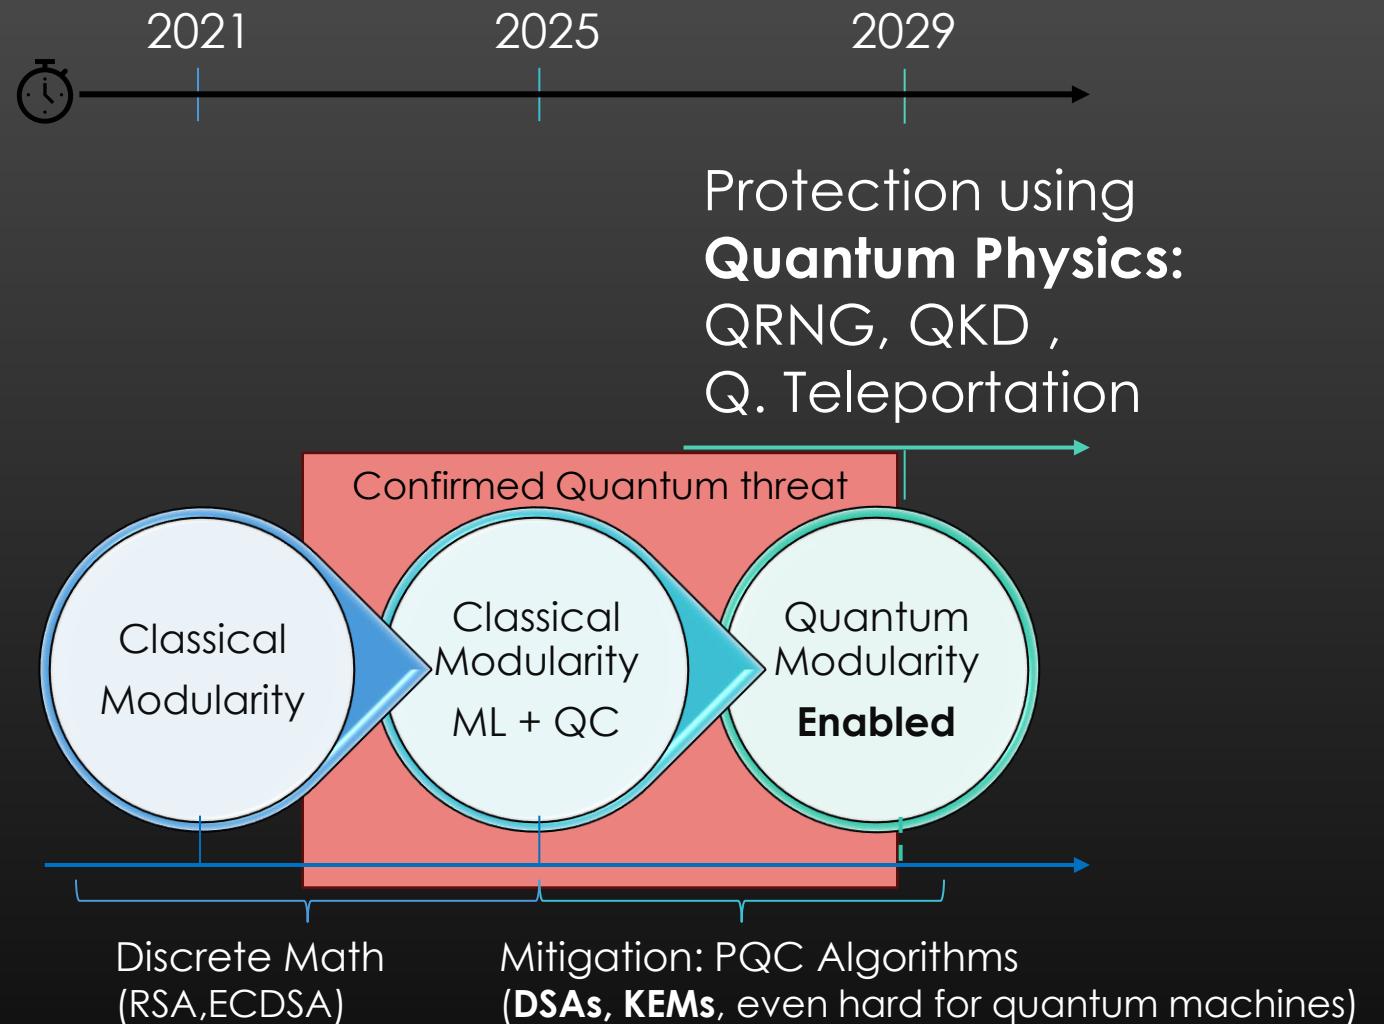 2021
2025
2029
Protection using
Quantum Physics:
QRNG, QKD ,
Q. Teleportation
Confirmed Quantum threat
Classical
Modularity
Classical
Modularity
ML + QC
Quantum
Modularity
Enabled
Discrete Math
(RSA,ECDSA)
Mitigation: PQC Algorithms
(DSAs, KEMs, even hard for quantum machines)